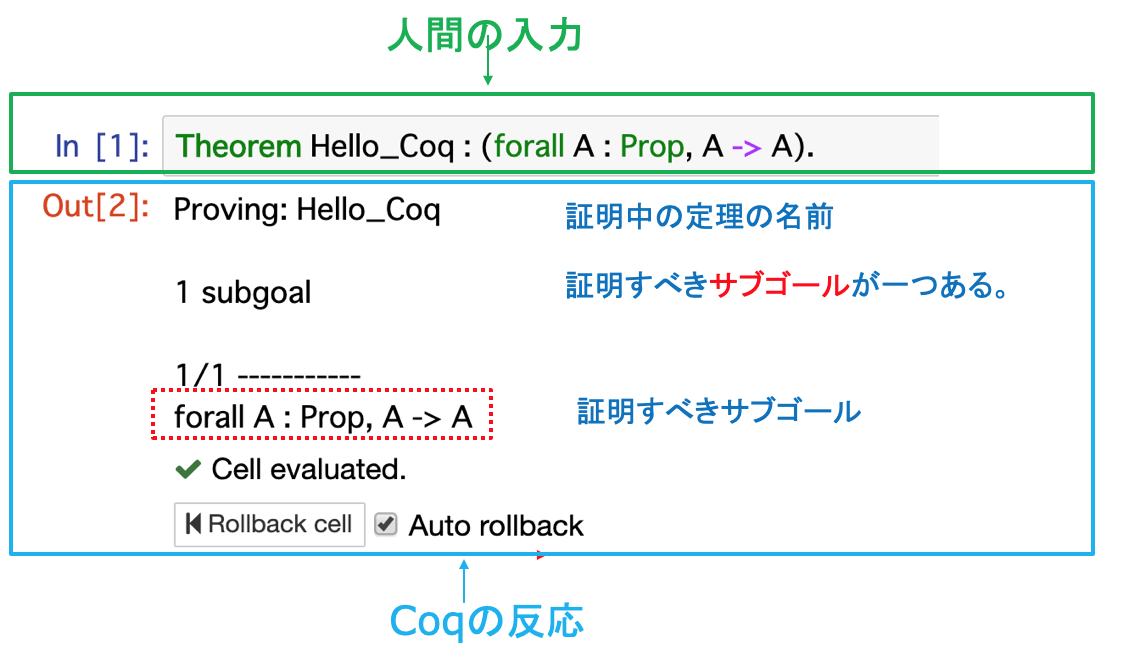 人間の入力
In [1]: Theorem Hello_Coq : (forall A : Prop, A -> A).
Out[2]: Proving: Hello_Coq 証明中の定理の名前
1 subgoal 証明すべきサブゴールが一つある。
1/1 -----------
forall A : Prop, A -> A 証明すべきサブゴール
Cell evaluated.
Rollback cell Auto rollback
Coqの反応